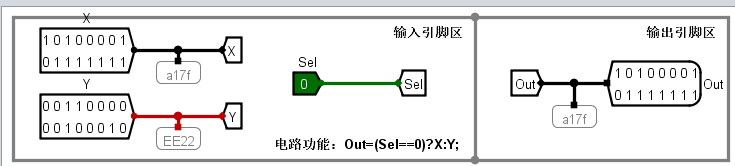 X
10100001
01111111
a17f
X
Y
00110000
00100010
EE22
Y
输入引脚区
Sel
0
Sel
电路功能：Out=(Sel==0)?X:Y;
输出引脚区
Out
a17f
10100001
01111111
Out